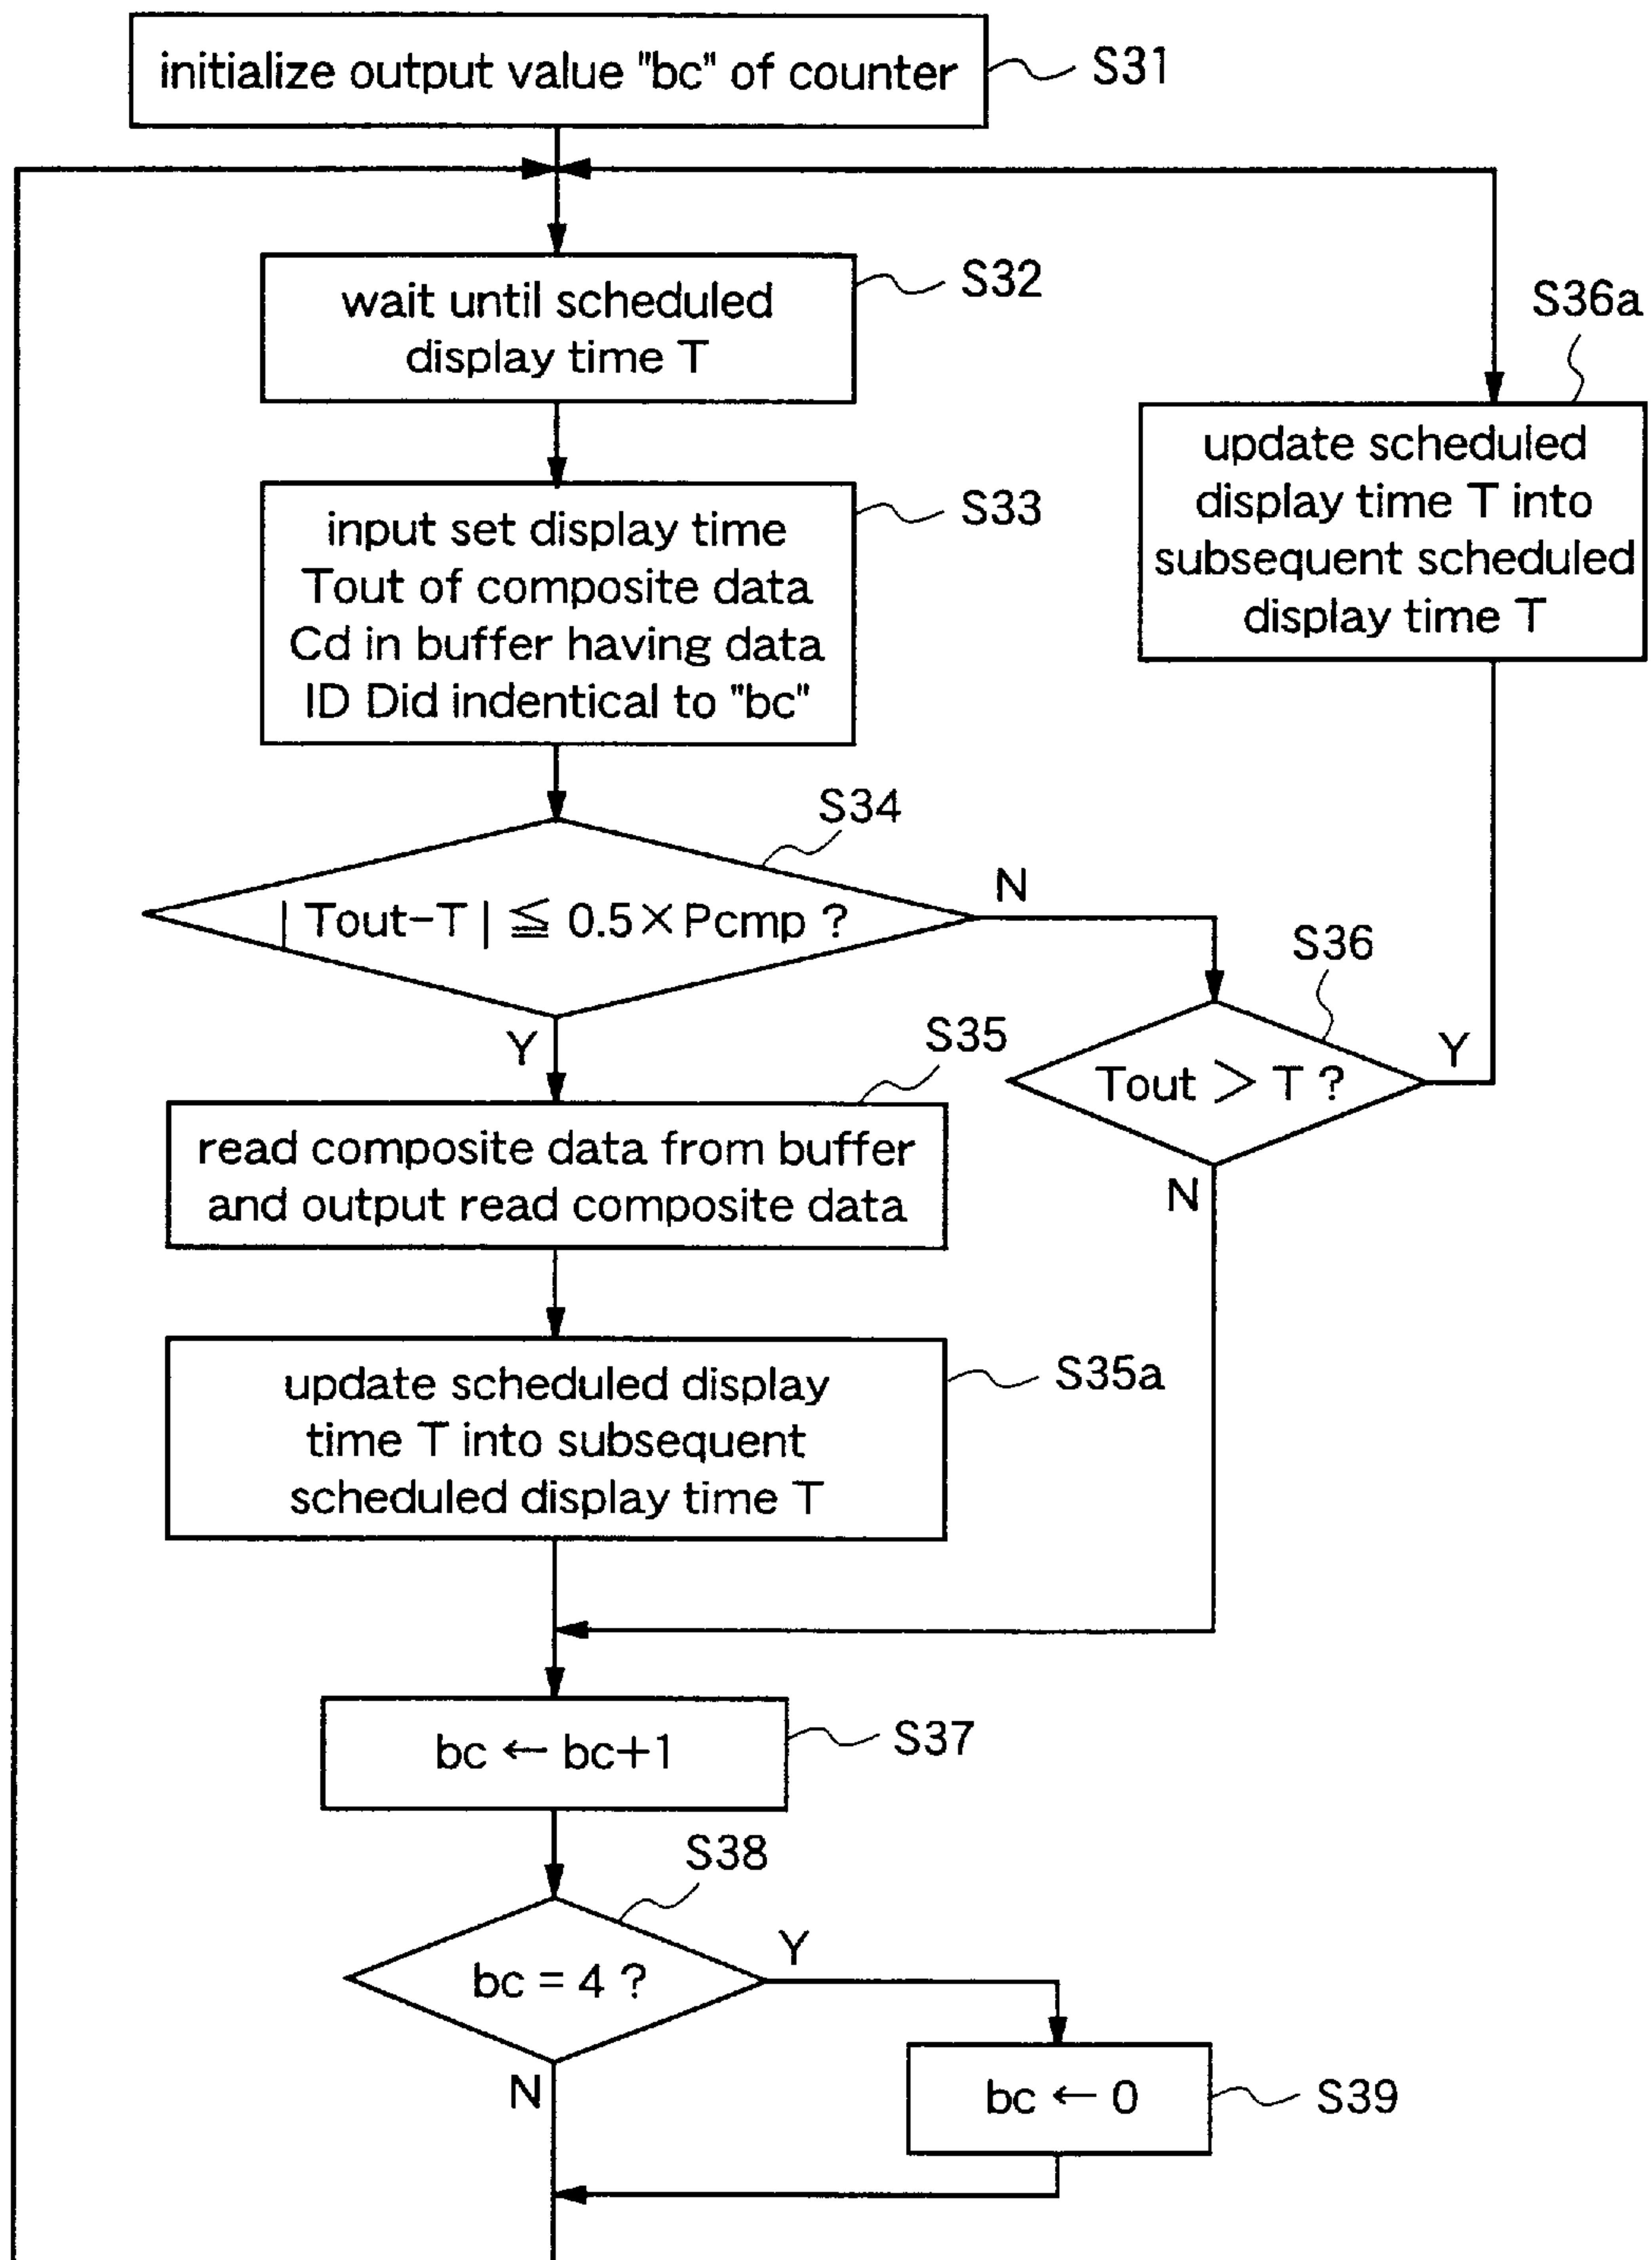 initialize output value "bc" of counter
S31
wait until scheduled
display time T
S32
S36a
update scheduled
display time T into
subsequent scheduled
display time T
input set display time
Tout of composite data
Cd in buffer having data
ID Did indentical to "bc"
S33
S34
| Tout−T | ≦ 0.5×Pcmp ?
N
Y
S36
Tout > T ?
Y
N
S35
read composite data from buffer
and output read composite data
update scheduled display
time T into subsequent
scheduled display time T
S35a
bc ← bc+1
S37
S38
bc = 4 ?
Y
N
bc ← 0
S39